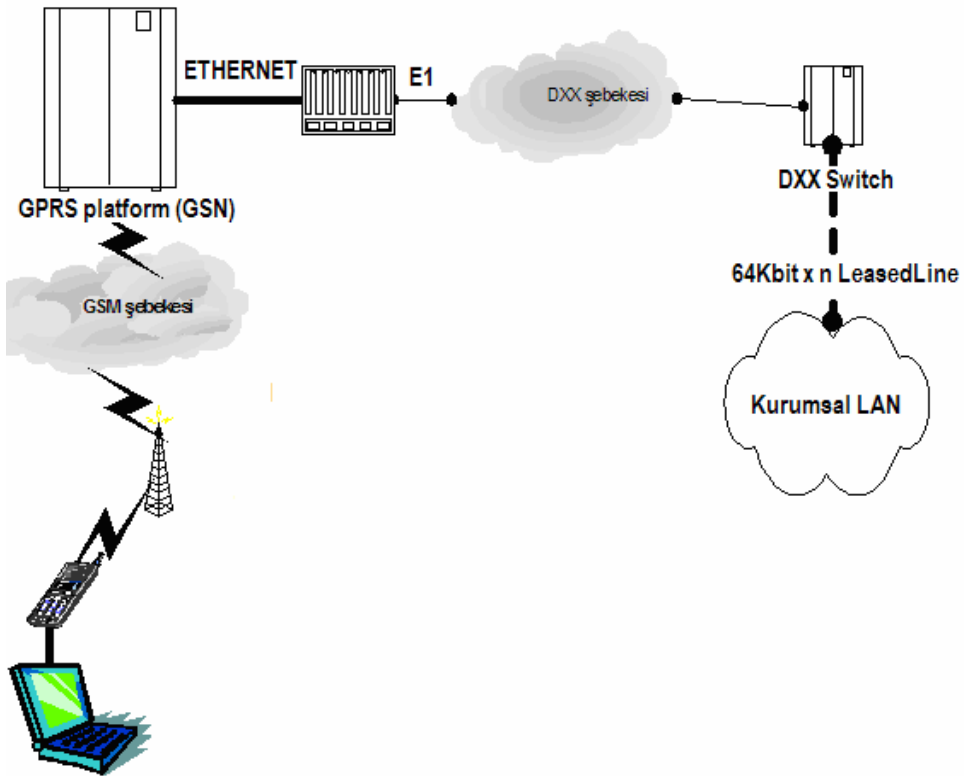 ETHERNET
E1
DXX şebekesi
DXX Switch
GPRS platform (GSN)
64Kbit x n LeasedLine
GSM şebekesi
Kurumsal LAN